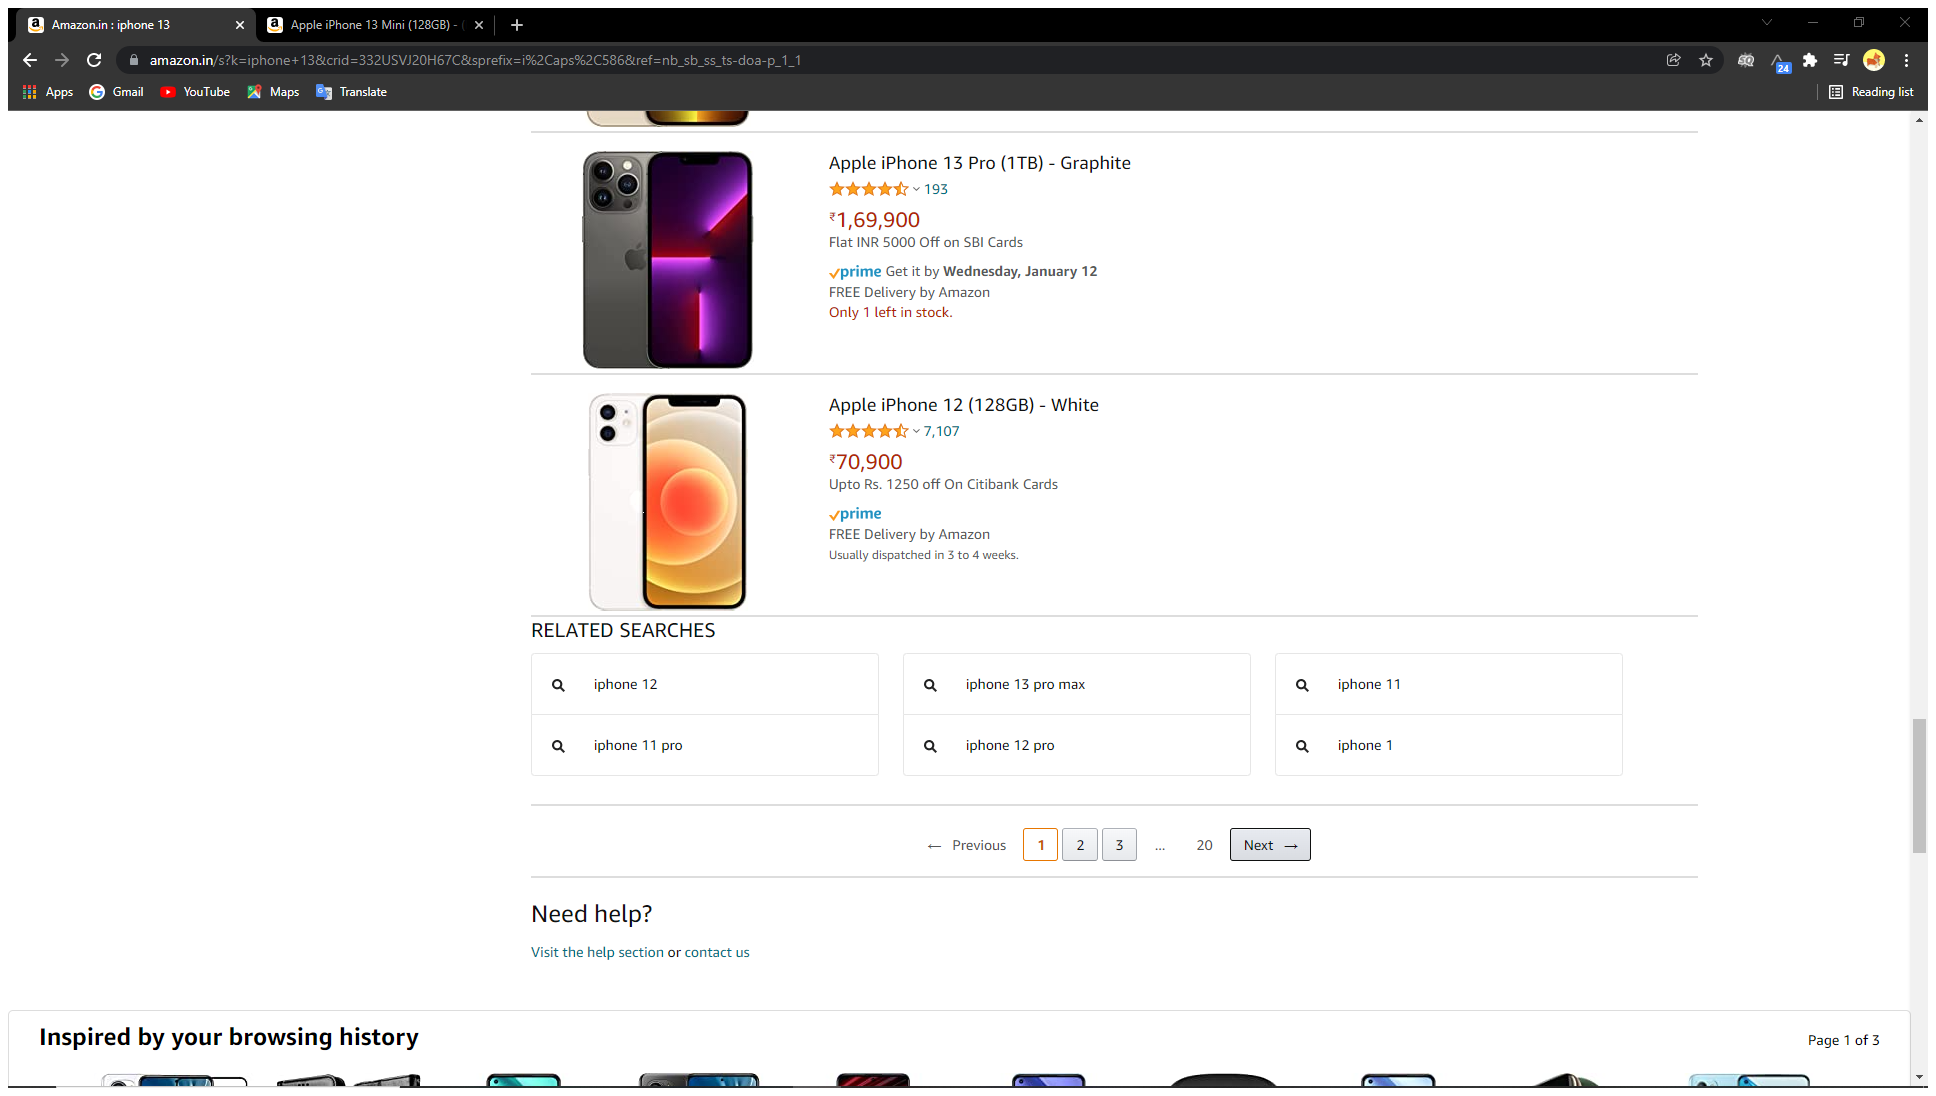 Amazon.in : iphone 13
Apple iPhone 13 Mini (128GB) -
amazon.in/s?k=iphone+13&crid=332USVJ20H67C&sprefix=i%2Caps%2C586&ref=nb_sb_ss_ts-doa-p_1_1
24
Apps Gmail YouTube Maps Translate Reading list
Apple iPhone 13 Pro (1TB) - Graphite
193
₹1,69,900
Flat INR 5000 Off on SBI Cards
prime Get it by Wednesday, January 12
FREE Delivery by Amazon
Only 1 left in stock.
Apple iPhone 12 (128GB) - White
7,107
₹70,900
Upto Rs. 1250 off On Citibank Cards
prime
FREE Delivery by Amazon
Usually dispatched in 3 to 4 weeks.
RELATED SEARCHES
iphone 12 iphone 13 pro max iphone 11
iphone 11 pro iphone 12 pro iphone 1
← Previous 1 2 3 ... 20 Next →
Need help?
Visit the help section or contact us
Inspired by your browsing history
Page 1 of 3